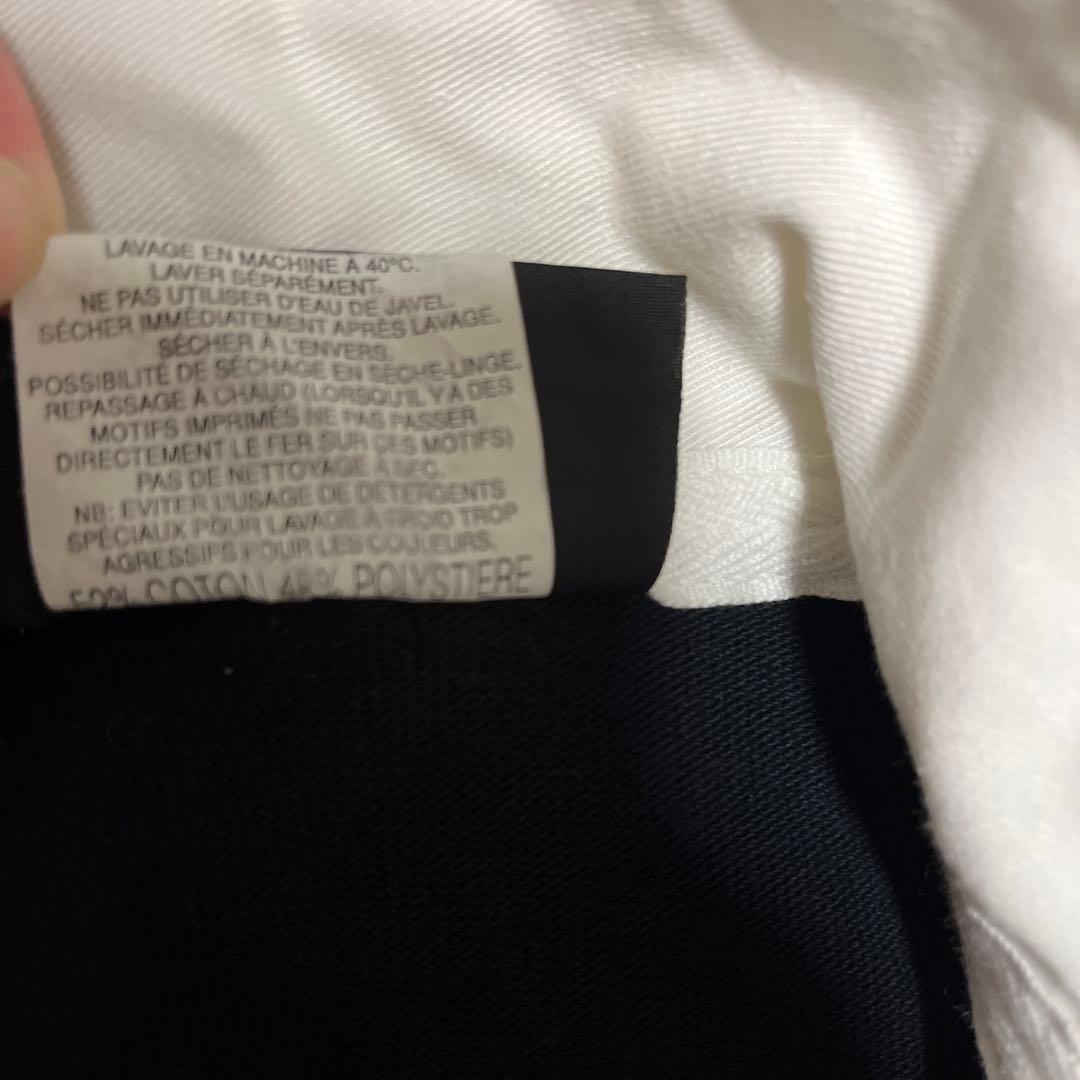 LAVAGE EN MACHINE A 40°C.
LAVER SÉPARÉMENT.
NE PAS UTILISER D'EAU DE JAVEL.
SÉCHER IMMÉDIATEMENT APRÈS LAVAGE.
SÉCHER À L'ENVERS.
POSSIBILITÉ DE SÉCHAGE EN SÈCHE-LINGE.
REPASSAGE À CHAUD (LORSQU'IL Y A DES
MOTIFS IMPRIMÉS NE PAS PASSER
DIRECTEMENT LE FER SUR CES MOTIFS)
PAS DE NETTOYAGE À SEC.
NB: EVITER L'USAGE DE DÉTERGENTS
SPÉCIAUX POUR LAVAGE À FROID TROP
AGRESSIFS POUR LES COULEURS.
COTON POLYSTIERE